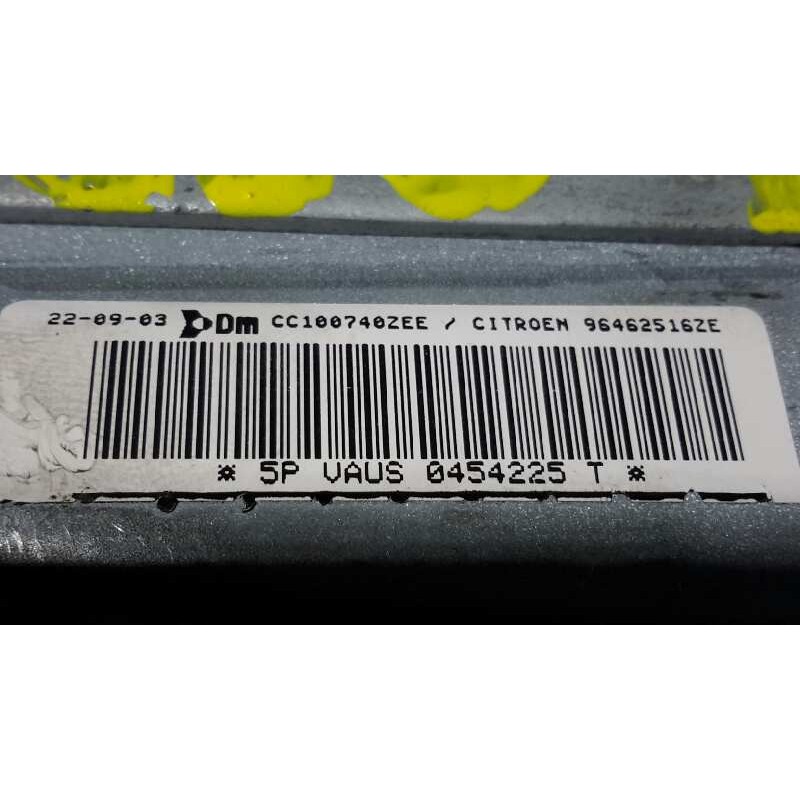 22-09-03 Dm CC100740ZEE / CITROEN 96462516ZE
* 5P VAUS 0454225 T *